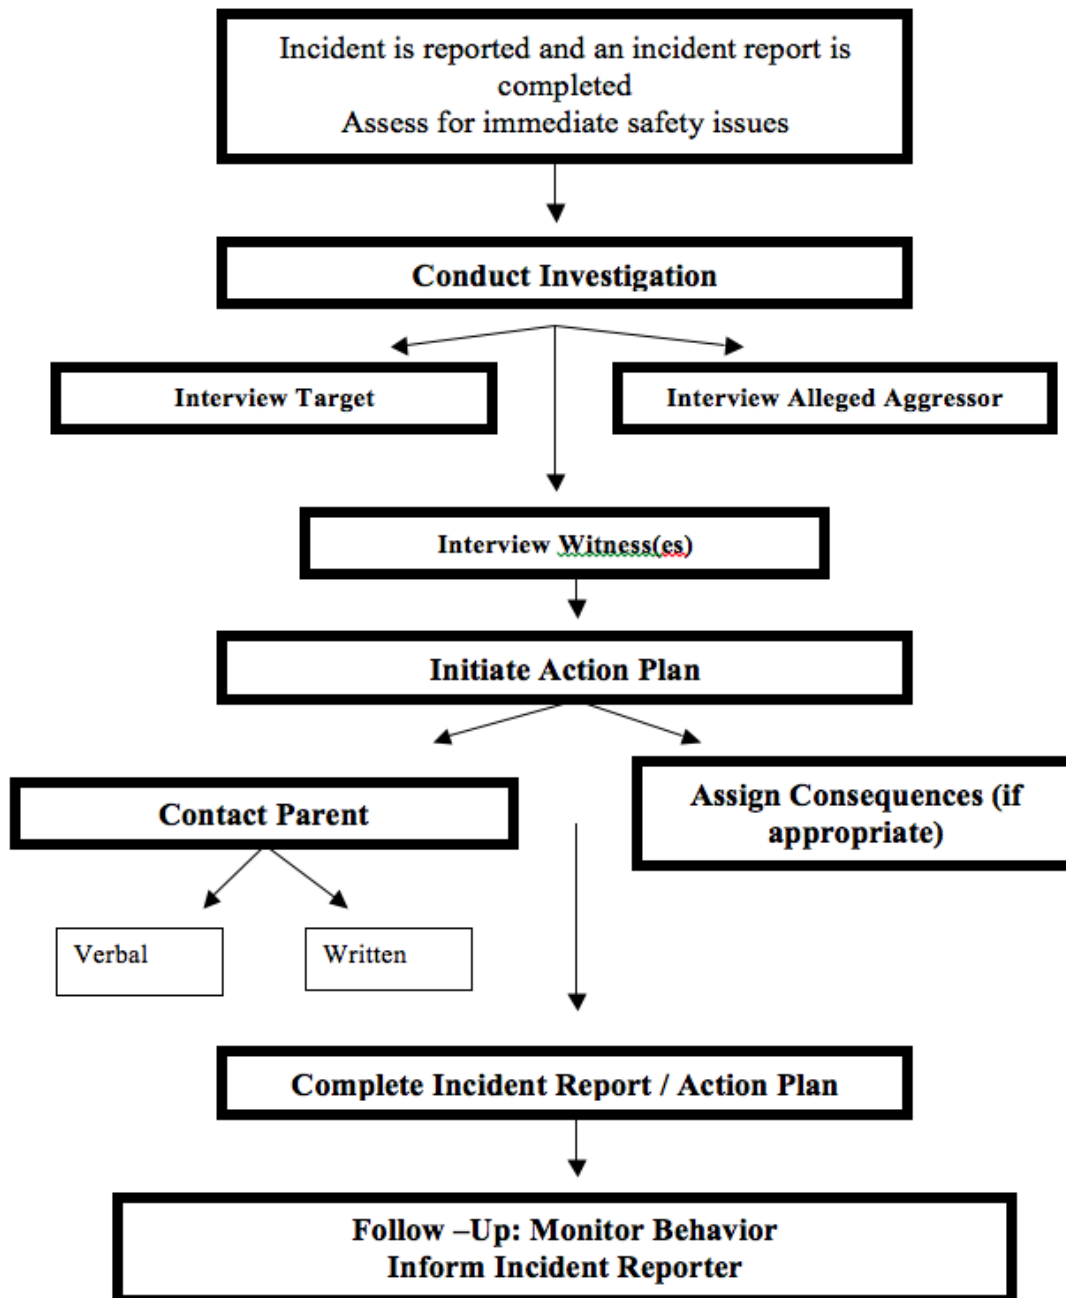 Incident is reported and an incident report is
completed
Assess for immediate safety issues
Conduct Investigation
Interview Target
Interview Alleged Aggressor
Interview Witness(es)
Initiate Action Plan
Contact Parent
Assign Consequences (if
appropriate)
Verbal
Written
Complete Incident Report / Action Plan
Follow –Up: Monitor Behavior
Inform Incident Reporter